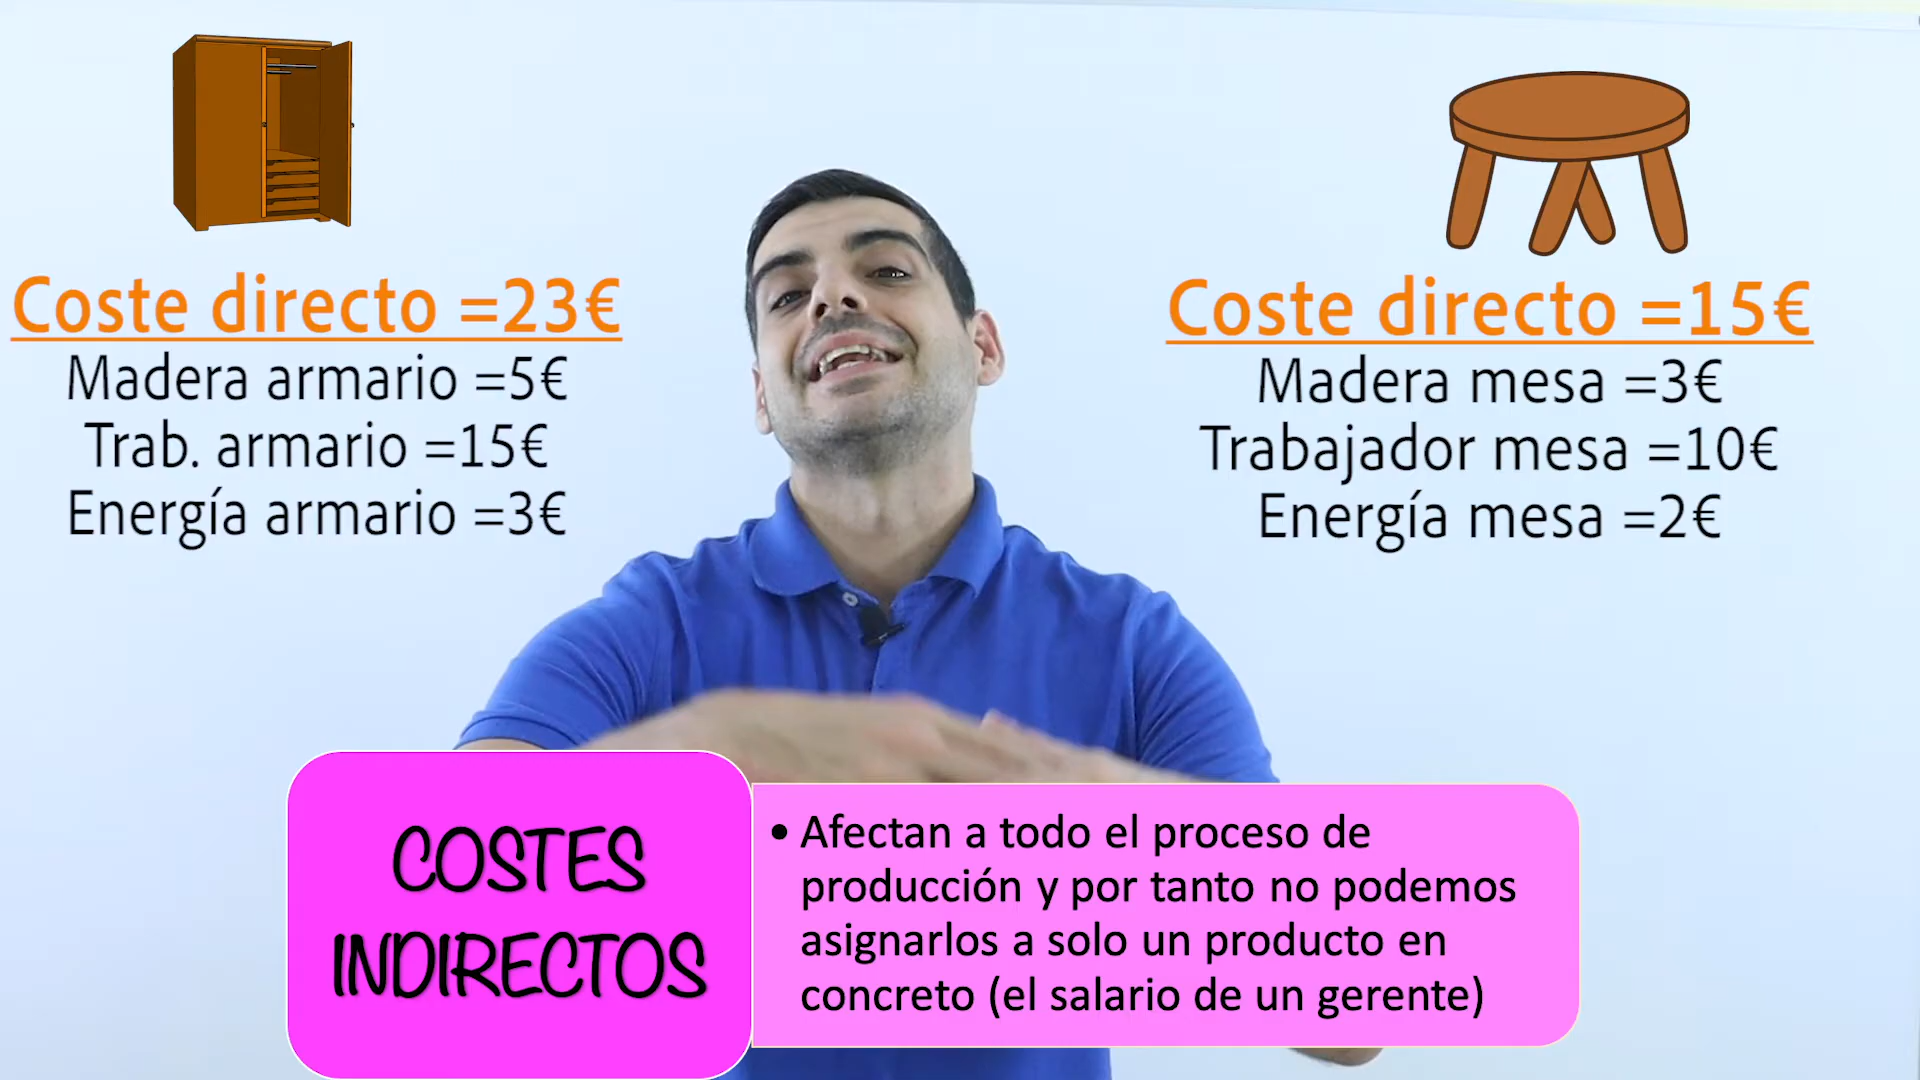 Coste directo =23€
Madera armario =5€
Trab. armario =15€
Energía armario =3€
Coste directo =15€
Madera mesa =3€
Trabajador mesa =10€
Energía mesa =2€
COSTES
INDIRECTOS
• Afectan a todo el proceso de
producción y por tanto no podemos
asignarlos a solo un producto en
concreto (el salario de un gerente)